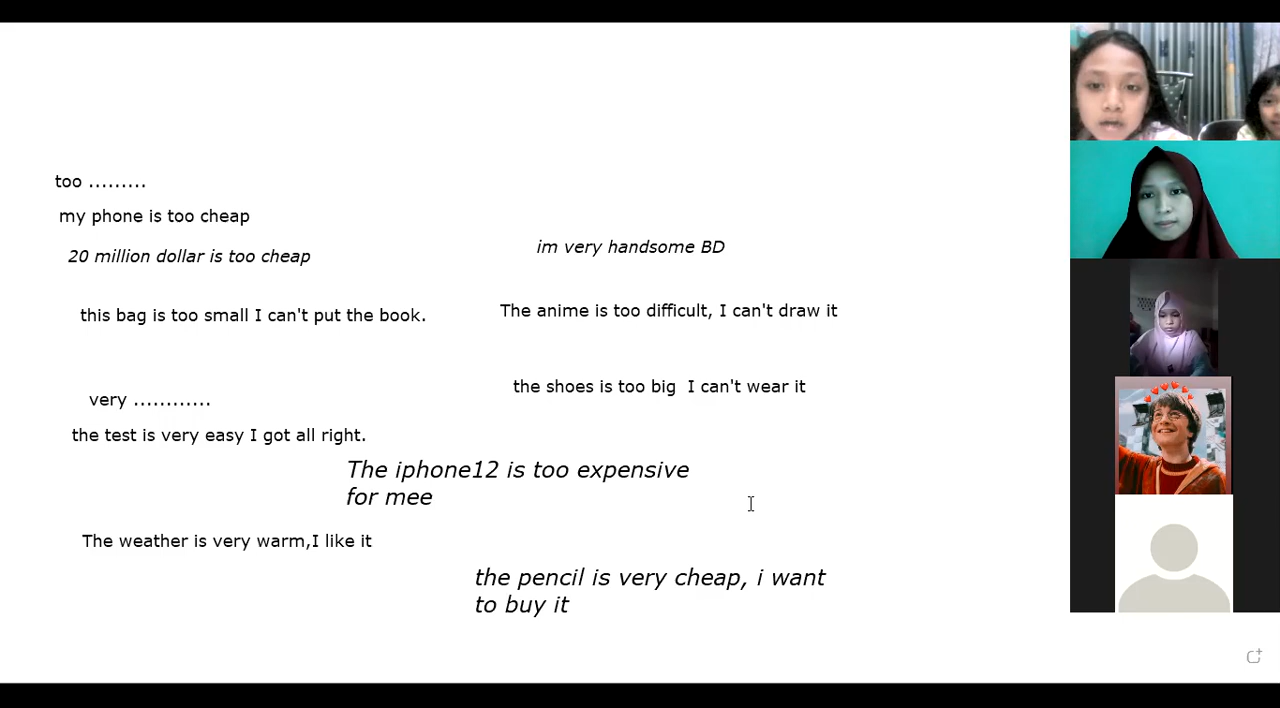 too .........
my phone is too cheap
20 million dollar is too cheap
im very handsome BD
this bag is too small I can't put the book.
The anime is too difficult, I can't draw it
the shoes is too big  I can't wear it
very ............
the test is very easy I got all right.
The iphone12 is too expensive
for mee
The weather is very warm,I like it
the pencil is very cheap, i want
to buy it